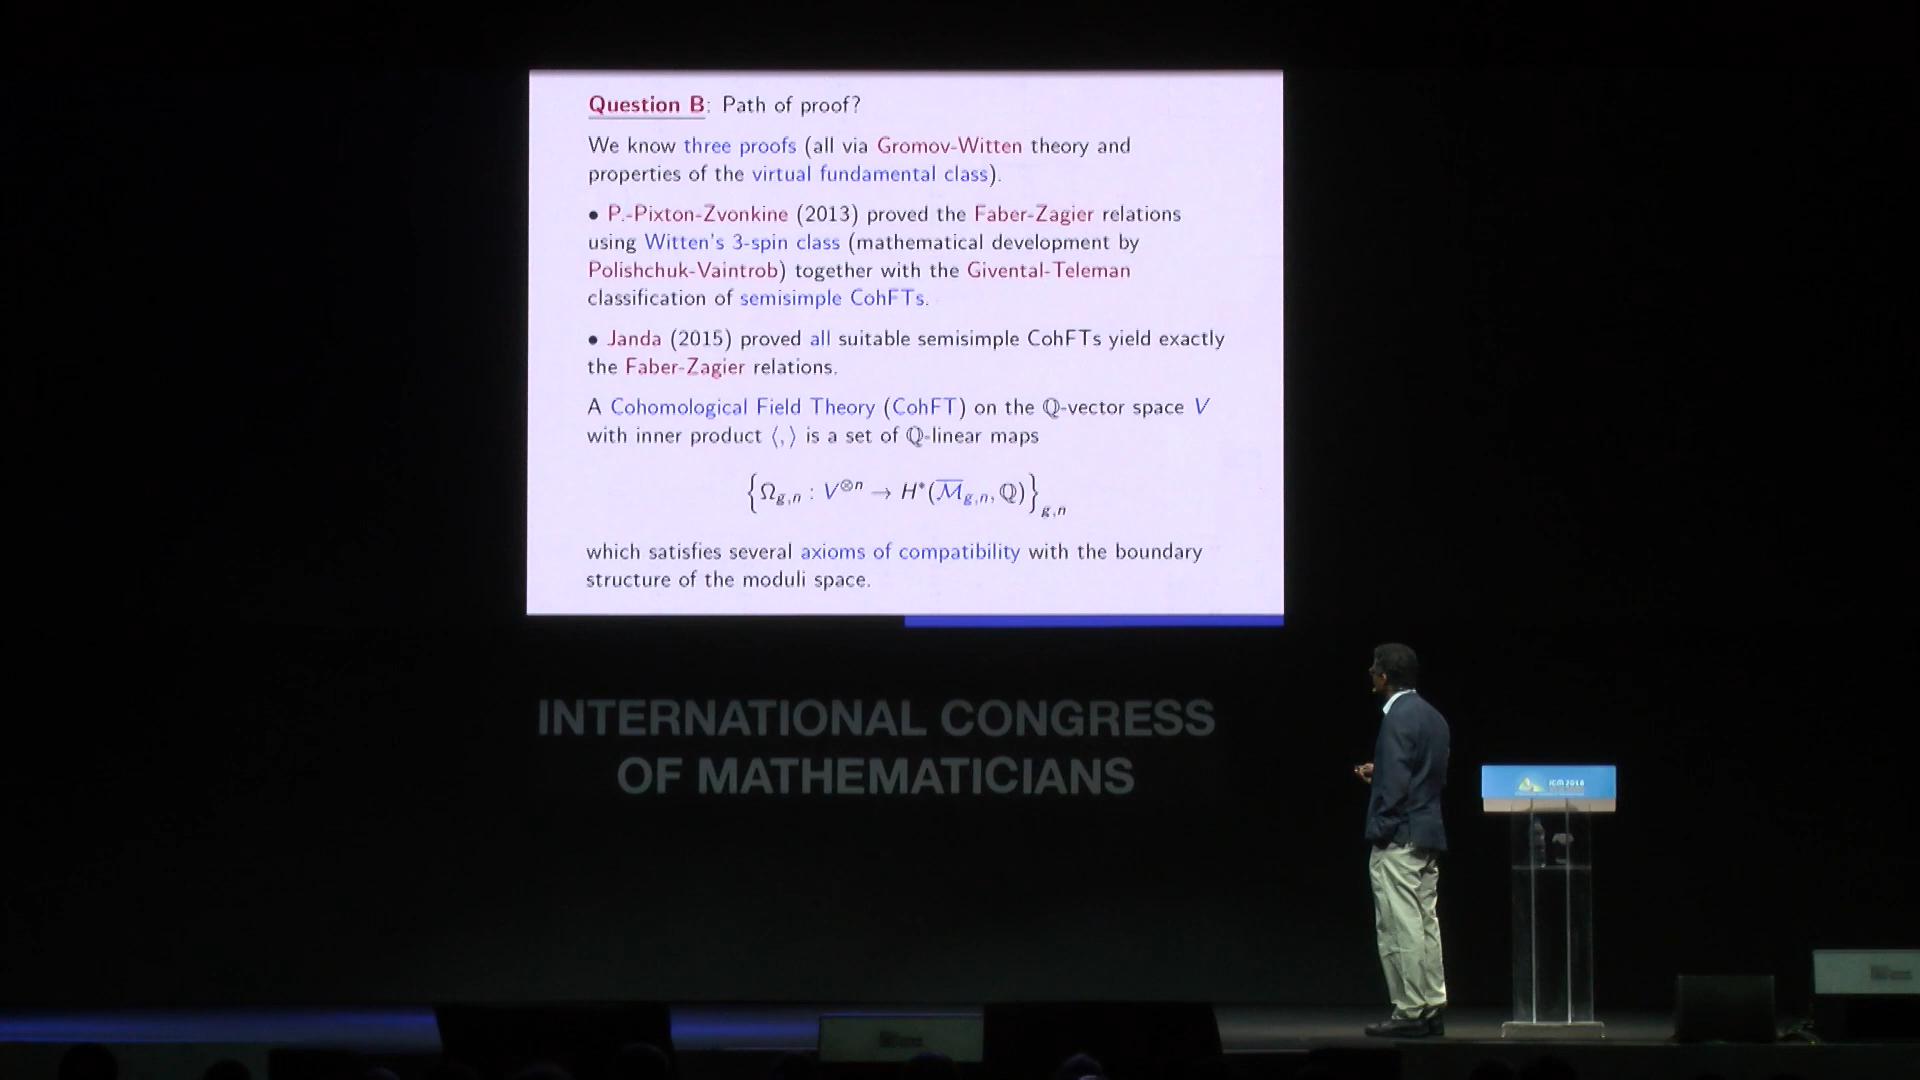 Question B: Path of proof?
We know three proofs (all via Gromov-Witten theory and
properties of the virtual fundamental class).
• P.-Pixton-Zvonkine (2013) proved the Faber-Zagier relations
using Witten's 3-spin class (mathematical development by
Polishchuk-Vaintrob) together with the Givental-Teleman
classification of semisimple CohFTs.
• Janda (2015) proved all suitable semisimple CohFTs yield exactly
the Faber-Zagier relations.
A Cohomological Field Theory (CohFT) on the ℚ-vector space V
with inner product ⟨,⟩ is a set of ℚ-linear maps
{Ω_{g,n} : V^{⊗n} → H*(\overline{ℳ}_{g,n}, ℚ)}_{g,n}
which satisfies several axioms of compatibility with the boundary
structure of the moduli space.
INTERNATIONAL CONGRESS
OF MATHEMATICIANS
ICM 2018